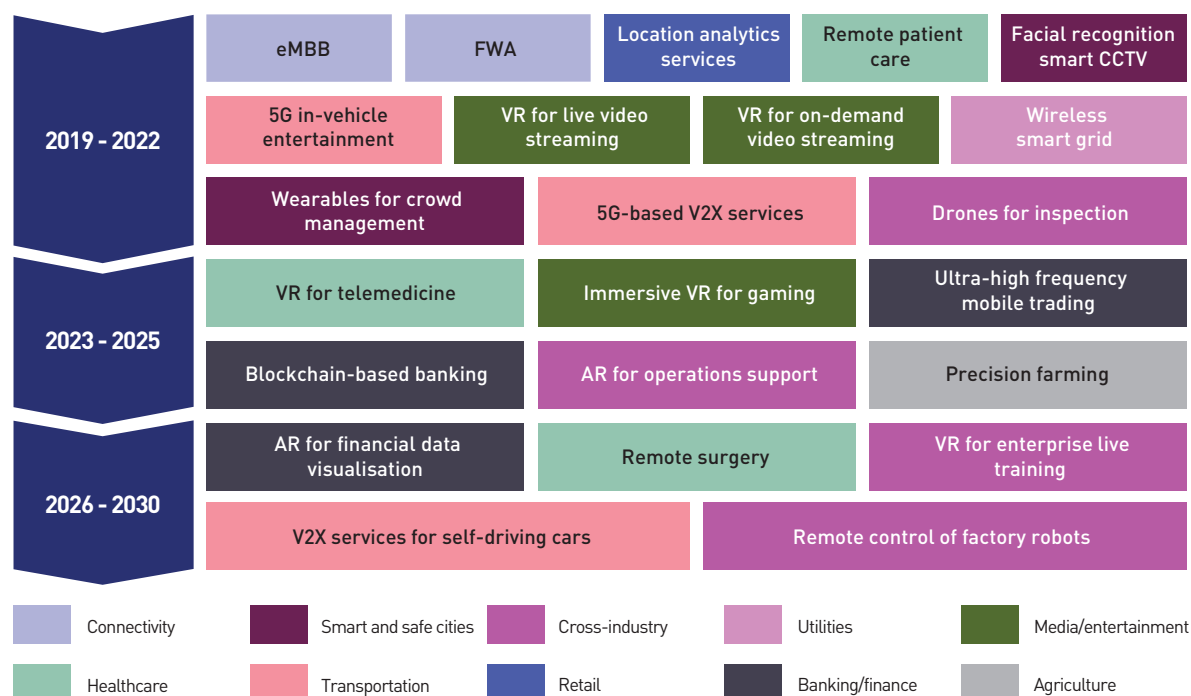 2019 - 2022
eMBB
FWA
Location analytics
services
Remote patient
care
Facial recognition
smart CCTV
5G in-vehicle
entertainment
VR for live video
streaming
VR for on-demand
video streaming
Wireless
smart grid
Wearables for crowd
management
5G-based V2X services
Drones for inspection
2023 - 2025
VR for telemedicine
Immersive VR for gaming
Ultra-high frequency
mobile trading
Blockchain-based banking
AR for operations support
Precision farming
2026 - 2030
AR for financial data
visualisation
Remote surgery
VR for enterprise live
training
V2X services for self-driving cars
Remote control of factory robots
Connectivity
Smart and safe cities
Cross-industry
Utilities
Media/entertainment
Healthcare
Transportation
Retail
Banking/finance
Agriculture